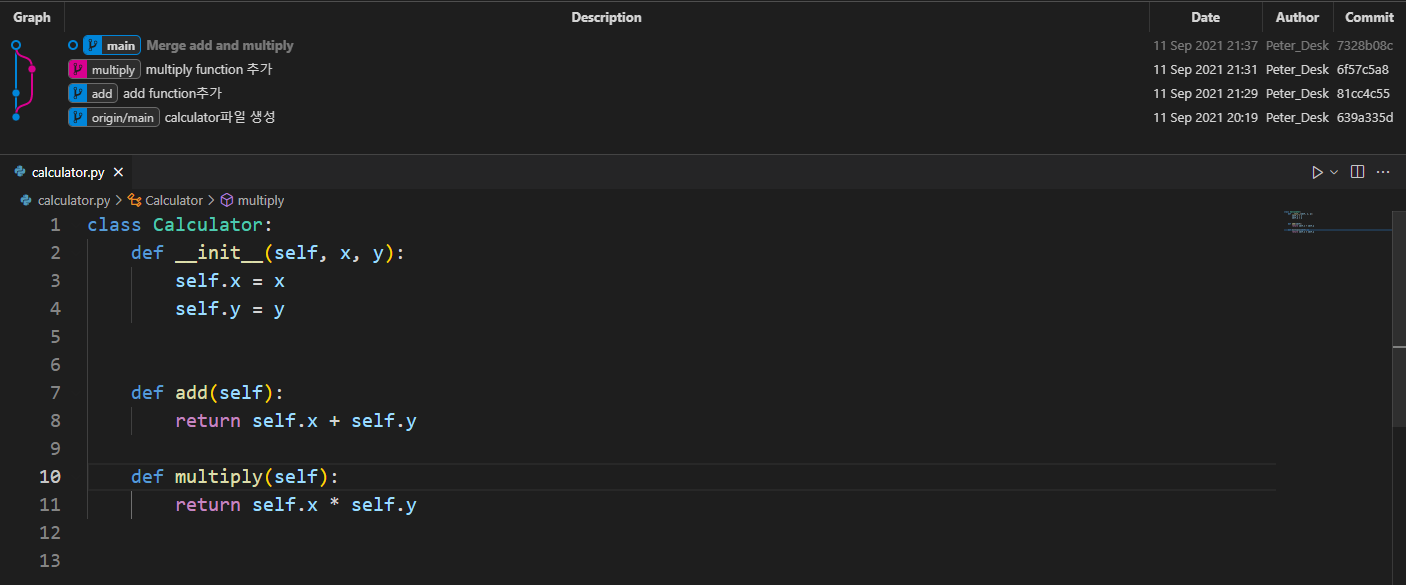 Graph Description Date Author Commit
main Merge add and multiply 11 Sep 2021 21:37 Peter_Desk 7328b08c
multiply multiply function 추가 11 Sep 2021 21:31 Peter_Desk 6f57c5a8
add add function추가 11 Sep 2021 21:29 Peter_Desk 81cc4c55
origin/main calculator파일 생성 11 Sep 2021 20:19 Peter_Desk 639a335d
calculator.py
calculator.py > Calculator > multiply
1 class Calculator:
2 def __init__(self, x, y):
3 self.x = x
4 self.y = y
5
6
7 def add(self):
8 return self.x + self.y
9
10 def multiply(self):
11 return self.x * self.y
12
13